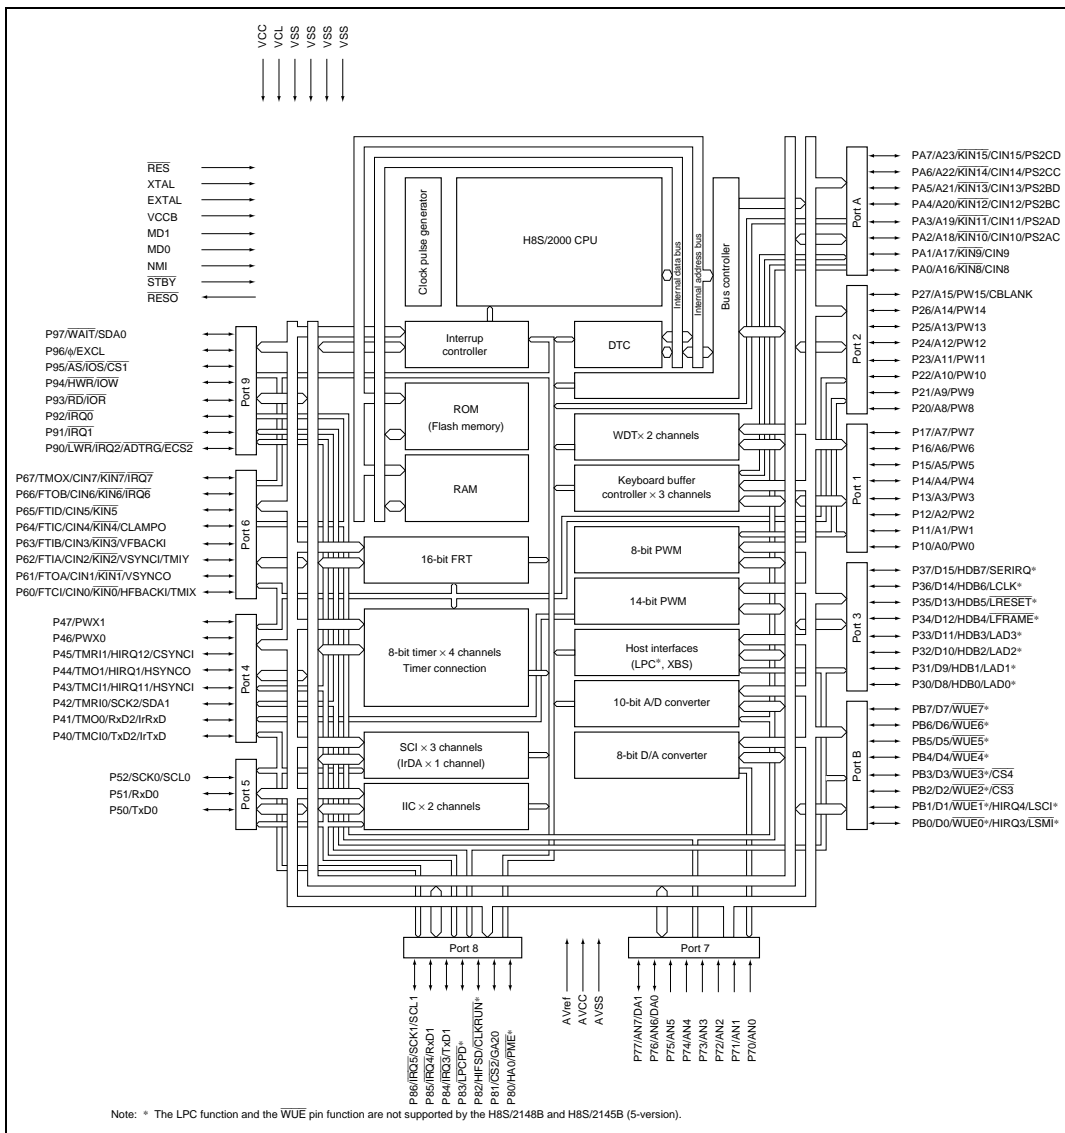 VCC
VCL
VSS
VSS
VSS
VSS
RES
XTAL
EXTAL
VCCB
MD1
MD0
NMI
STBY
RESO
Clock pulse generator
H8S/2000 CPU
Internal data bus
Internal address bus
Bus controller
Interrup
controller
DTC
ROM
(Flash memory)
RAM
WDT× 2 channels
Keyboard buffer
controller × 3 channels
16-bit FRT
8-bit PWM
14-bit PWM
8-bit timer × 4 channels
Timer connection
Host interfaces
(LPC*, XBS)
10-bit A/D converter
SCI × 3 channels
(IrDA × 1 channel)
8-bit D/A converter
IIC × 2 channels
P97/WAIT/SDA0
P96/φ/EXCL
P95/AS/IOS/CS1
P94/HWR/IOW
P93/RD/IOR
P92/IRQ0
P91/IRQ1
P90/LWR/IRQ2/ADTRG/ECS2
Port 9
P67/TMOX/CIN7/KIN7/IRQ7
P66/FTOB/CIN6/KIN6/IRQ6
P65/FTID/CIN5/KIN5
P64/FTIC/CIN4/KIN4/CLAMPO
P63/FTIB/CIN3/KIN3/VFBACKI
P62/FTIA/CIN2/KIN2/VSYNCI/TMIY
P61/FTOA/CIN1/KIN1/VSYNCO
P60/FTCI/CIN0/KIN0/HFBACKI/TMIX
Port 6
P47/PWX1
P46/PWX0
P45/TMRI1/HIRQ12/CSYNCI
P44/TMO1/HIRQ1/HSYNCO
P43/TMCI1/HIRQ11/HSYNCI
P42/TMRI0/SCK2/SDA1
P41/TMO0/RxD2/IrRxD
P40/TMCI0/TxD2/IrTxD
Port 4
P52/SCK0/SCL0
P51/RxD0
P50/TxD0
Port 5
Port A
PA7/A23/KIN15/CIN15/PS2CD
PA6/A22/KIN14/CIN14/PS2CC
PA5/A21/KIN13/CIN13/PS2BD
PA4/A20/KIN12/CIN12/PS2BC
PA3/A19/KIN11/CIN11/PS2AD
PA2/A18/KIN10/CIN10/PS2AC
PA1/A17/KIN9/CIN9
PA0/A16/KIN8/CIN8
Port 2
P27/A15/PW15/CBLANK
P26/A14/PW14
P25/A13/PW13
P24/A12/PW12
P23/A11/PW11
P22/A10/PW10
P21/A9/PW9
P20/A8/PW8
Port 1
P17/A7/PW7
P16/A6/PW6
P15/A5/PW5
P14/A4/PW4
P13/A3/PW3
P12/A2/PW2
P11/A1/PW1
P10/A0/PW0
Port 3
P37/D15/HDB7/SERIRQ*
P36/D14/HDB6/LCLK*
P35/D13/HDB5/LRESET*
P34/D12/HDB4/LFRAME*
P33/D11/HDB3/LAD3*
P32/D10/HDB2/LAD2*
P31/D9/HDB1/LAD1*
P30/D8/HDB0/LAD0*
Port B
PB7/D7/WUE7*
PB6/D6/WUE6*
PB5/D5/WUE5*
PB4/D4/WUE4*
PB3/D3/WUE3*/CS4
PB2/D2/WUE2*/CS3
PB1/D1/WUE1*/HIRQ4/LSCI*
PB0/D0/WUE0*/HIRQ3/LSMI*
Port 8
P86/IRQ5/SCK1/SCL1
P85/IRQ4/RxD1
P84/IRQ3/TxD1
P83/LPCPD*
P82/HIFSD/CLKRUN*
P81/CS2/GA20
P80/HA0/PME*
AVref
AVCC
AVSS
Port 7
P77/AN7/DA1
P76/AN6/DA0
P75/AN5
P74/AN4
P73/AN3
P72/AN2
P71/AN1
P70/AN0
Note: * The LPC function and the WUE pin function are not supported by the H8S/2148B and H8S/2145B (5-version).